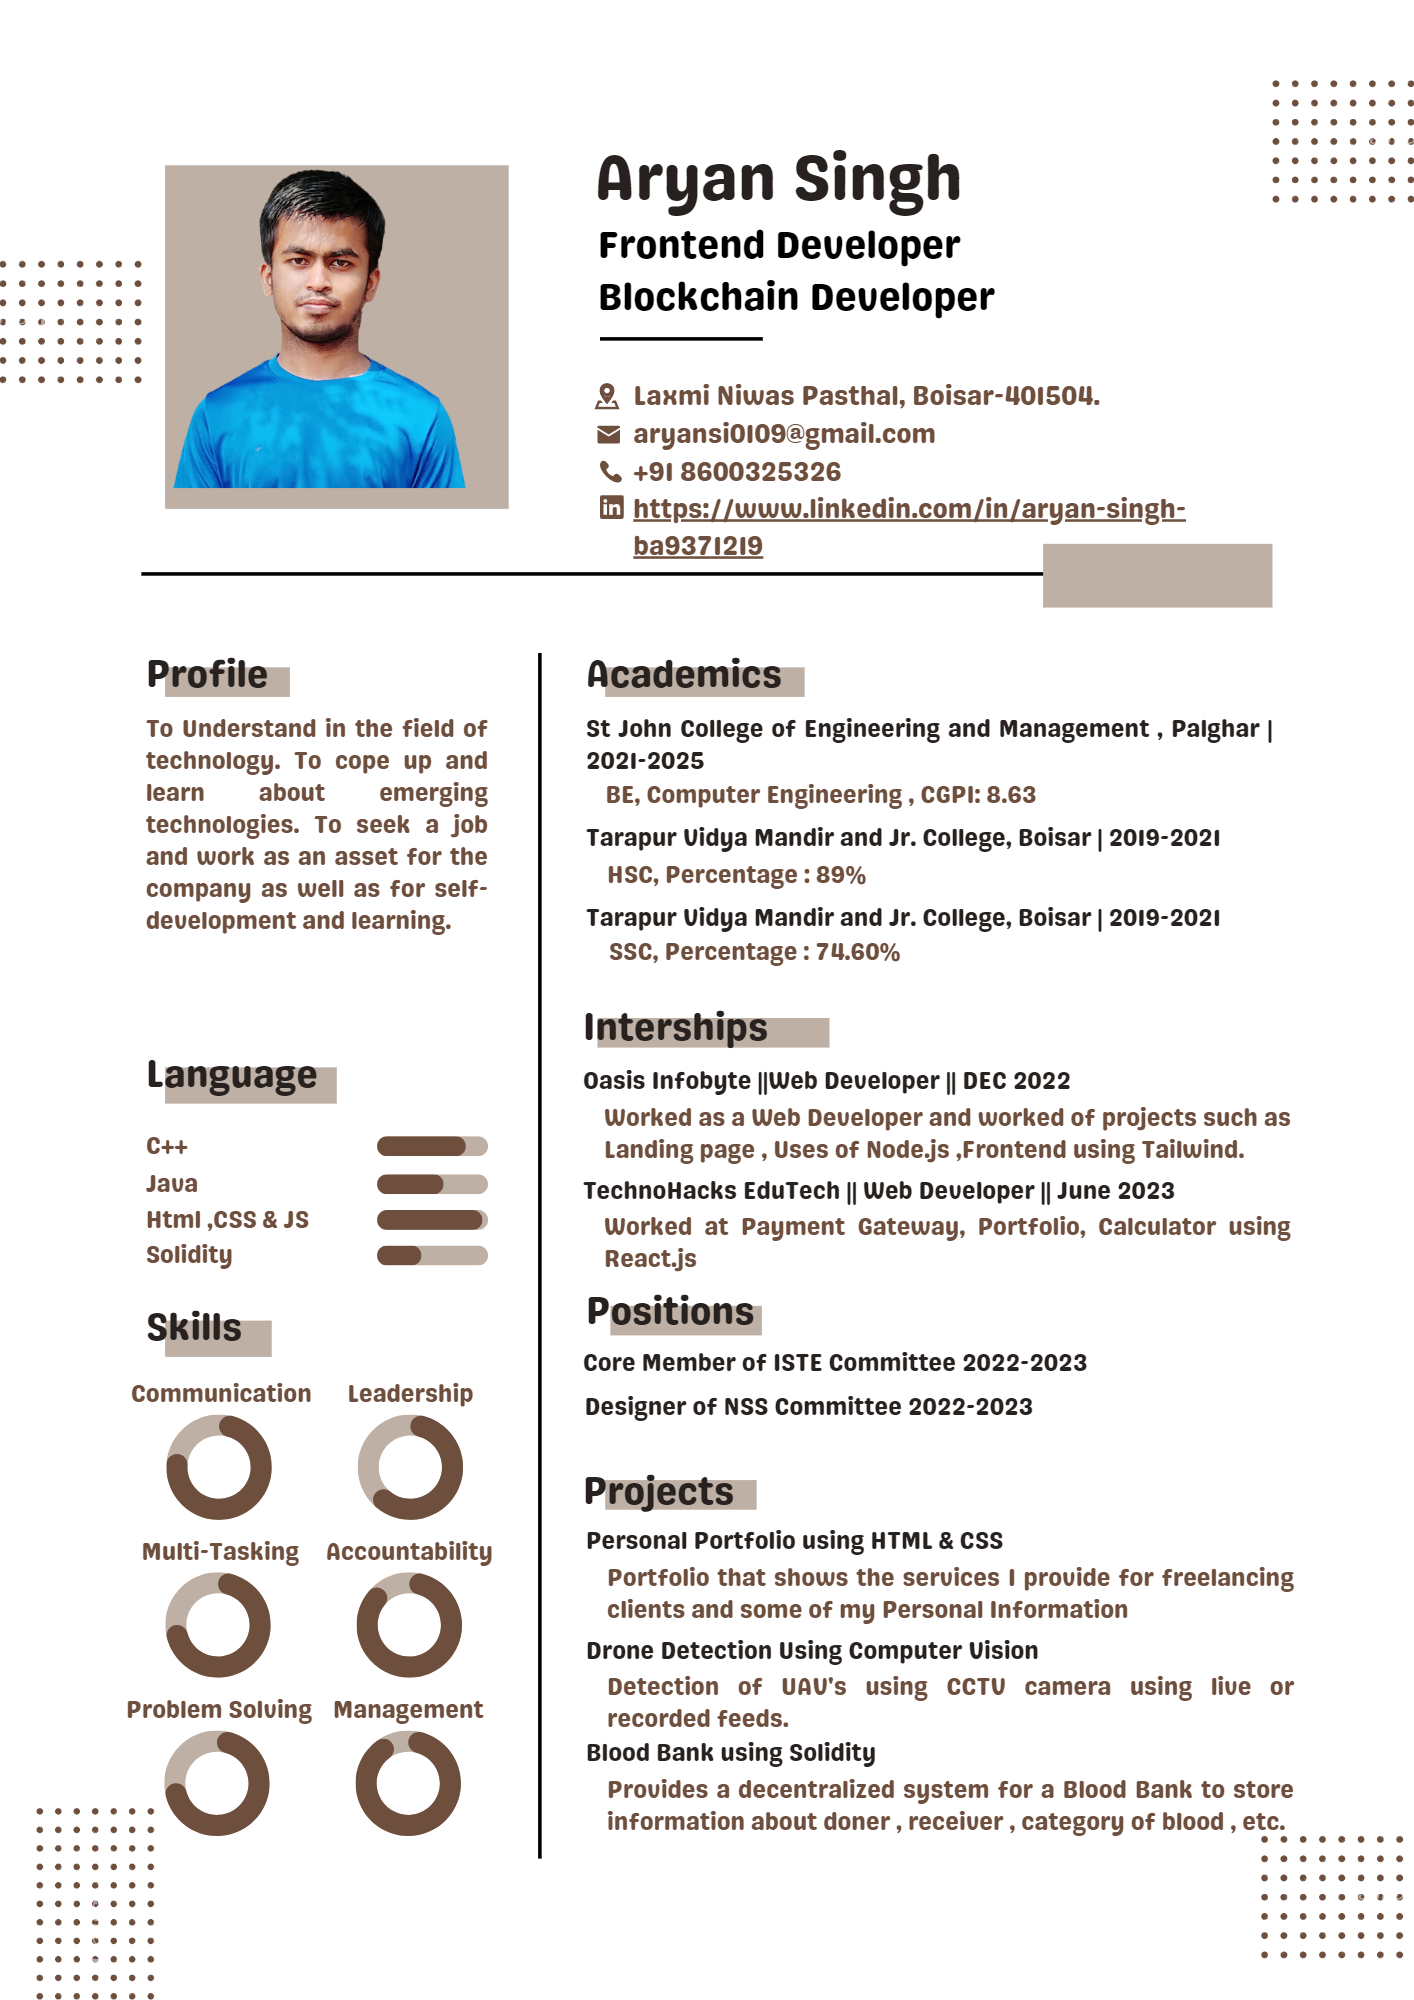 Aryan Singh
Frontend Developer
Blockchain Developer
Laxmi Niwas Pasthal, Boisar-401504.
aryansi0109@gmail.com
+91 8600325326
https://www.linkedin.com/in/aryan-singh-
ba9371219
Profile
To Understand in the field of
technology. To cope up and
learn about emerging
technologies. To seek a job
and work as an asset for the
company as well as for self-
development and learning.
Language
C++
Java
Html ,CSS & JS
Solidity
Skills
Communication
Leadership
Multi-Tasking
Accountability
Problem Solving
Management
Academics
St John College of Engineering and Management , Palghar |
2021-2025
BE, Computer Engineering , CGPI: 8.63
Tarapur Vidya Mandir and Jr. College, Boisar | 2019-2021
HSC, Percentage : 89%
Tarapur Vidya Mandir and Jr. College, Boisar | 2019-2021
SSC, Percentage : 74.60%
Interships
Oasis Infobyte ||Web Developer || DEC 2022
Worked as a Web Developer and worked of projects such as
Landing page , Uses of Node.js ,Frontend using Tailwind.
TechnoHacks EduTech || Web Developer || June 2023
Worked at Payment Gateway, Portfolio, Calculator using
React.js
Positions
Core Member of ISTE Committee 2022-2023
Designer of NSS Committee 2022-2023
Projects
Personal Portfolio using HTML & CSS
Portfolio that shows the services I provide for freelancing
clients and some of my Personal Information
Drone Detection Using Computer Vision
Detection of UAV's using CCTV camera using live or
recorded feeds.
Blood Bank using Solidity
Provides a decentralized system for a Blood Bank to store
information about doner , receiver , category of blood , etc.